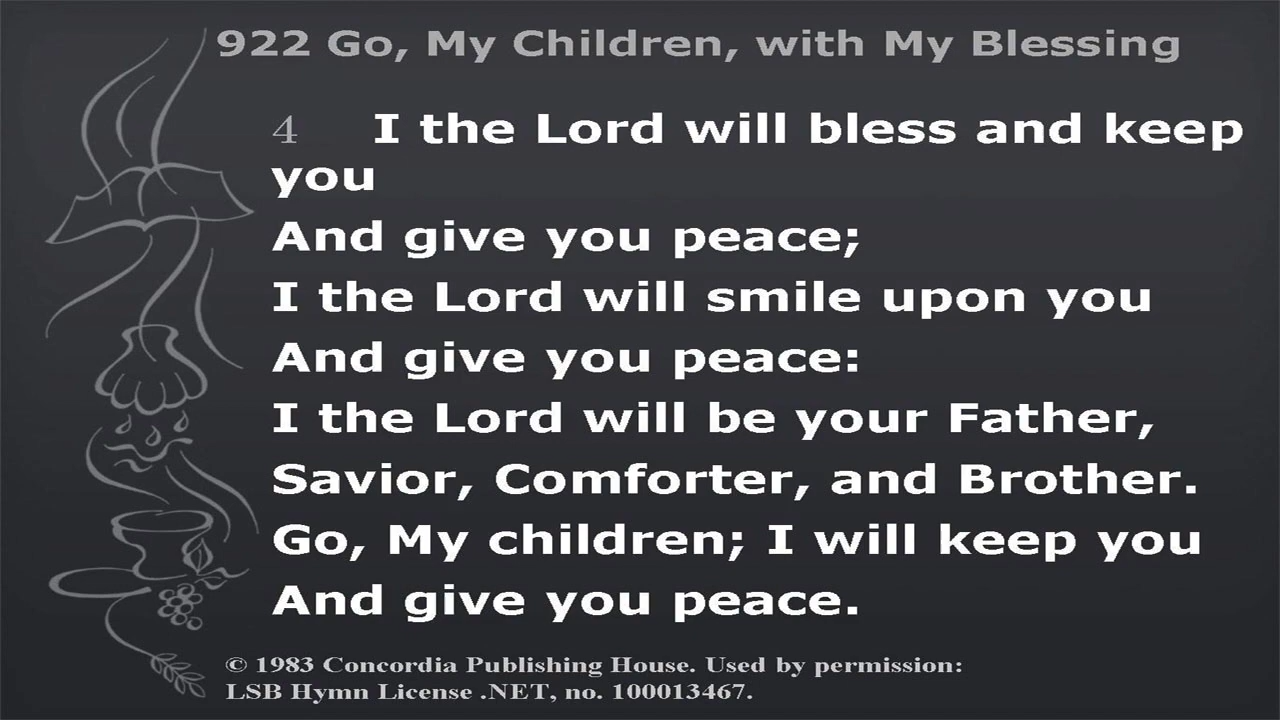 922 Go, My Children, with My Blessing
4 I the Lord will bless and keep
you
And give you peace;
I the Lord will smile upon you
And give you peace:
I the Lord will be your Father,
Savior, Comforter, and Brother.
Go, My children; I will keep you
And give you peace.
© 1983 Concordia Publishing House. Used by permission:
LSB Hymn License .NET, no. 100013467.